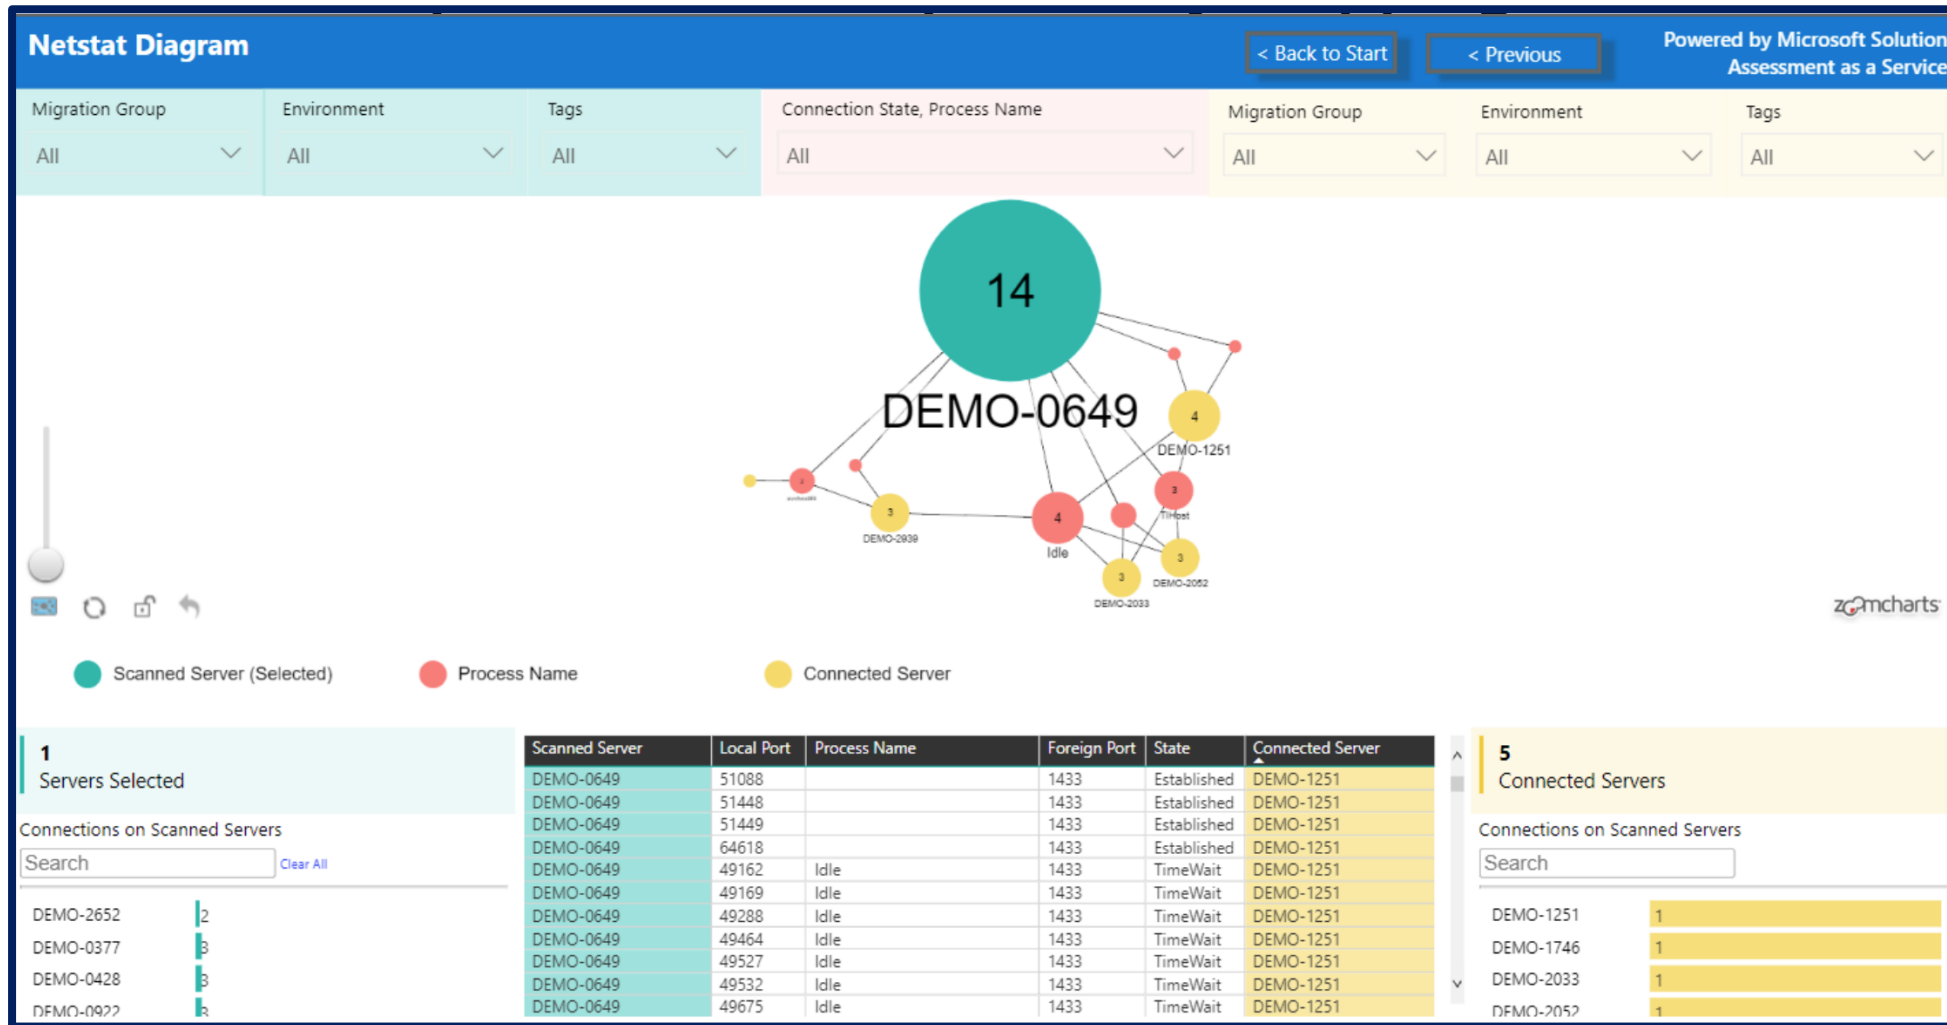 Netstat Diagram
< Back to Start
< Previous
Powered by Microsoft Solution
Assessment as a Service
Migration Group
Environment
Tags
Connection State, Process Name
Migration Group
Environment
Tags
All
All
All
All
All
All
All
14
DEMO-0649
4
DEMO-1251
3
TiHost
3
DEMO-2939
4
Idle
3
DEMO-2052
3
DEMO-2033
zoomcharts
Scanned Server (Selected)
Process Name
Connected Server
1
Servers Selected
Connections on Scanned Servers
Search
Clear All
DEMO-2652 2
DEMO-0377 3
DEMO-0428 3
DEMO-0922 3
Scanned Server Local Port Process Name Foreign Port State Connected Server
DEMO-0649 51088 1433 Established DEMO-1251
DEMO-0649 51448 1433 Established DEMO-1251
DEMO-0649 51449 1433 Established DEMO-1251
DEMO-0649 64618 1433 Established DEMO-1251
DEMO-0649 49162 Idle 1433 TimeWait DEMO-1251
DEMO-0649 49169 Idle 1433 TimeWait DEMO-1251
DEMO-0649 49288 Idle 1433 TimeWait DEMO-1251
DEMO-0649 49464 Idle 1433 TimeWait DEMO-1251
DEMO-0649 49527 Idle 1433 TimeWait DEMO-1251
DEMO-0649 49532 Idle 1433 TimeWait DEMO-1251
DEMO-0649 49675 Idle 1433 TimeWait DEMO-1251
5
Connected Servers
Connections on Scanned Servers
Search
DEMO-1251 1
DEMO-1746 1
DEMO-2033 1
DEMO-2052 1